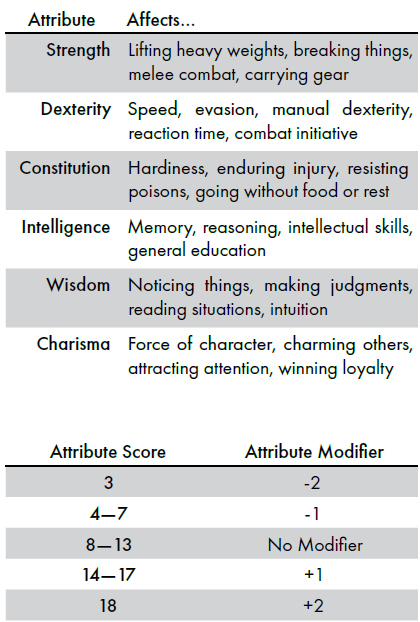 Attribute Affects...
Strength Lifting heavy weights, breaking things,
melee combat, carrying gear
Dexterity Speed, evasion, manual dexterity,
reaction time, combat initiative
Constitution Hardiness, enduring injury, resisting
poisons, going without food or rest
Intelligence Memory, reasoning, intellectual skills,
general education
Wisdom Noticing things, making judgments,
reading situations, intuition
Charisma Force of character, charming others,
attracting attention, winning loyalty
Attribute Score Attribute Modifier
3 -2
4—7 -1
8—13 No Modifier
14—17 +1
18 +2